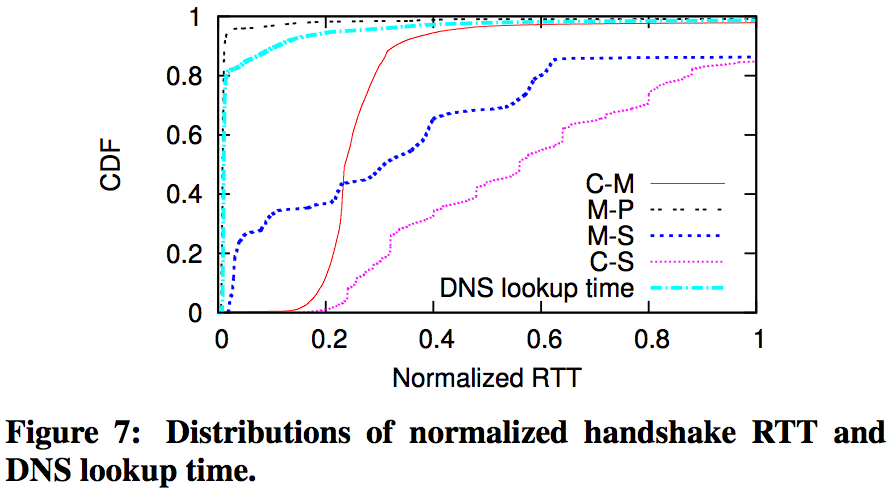 1
0.8
0.6
0.4
0.2
0
CDF
C-M
M-P
M-S
C-S
DNS lookup time
0 0.2 0.4 0.6 0.8 1
Normalized RTT
Figure 7: Distributions of normalized handshake RTT and
DNS lookup time.